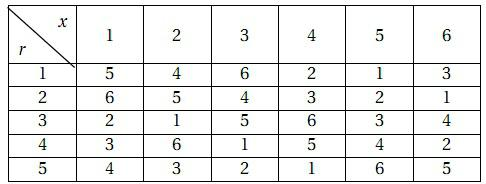 x r 1 2 3 4 5 6
1 5 4 6 2 1 3
2 6 5 4 3 2 1
3 2 1 5 6 3 4
4 3 6 1 5 4 2
5 4 3 2 1 6 5